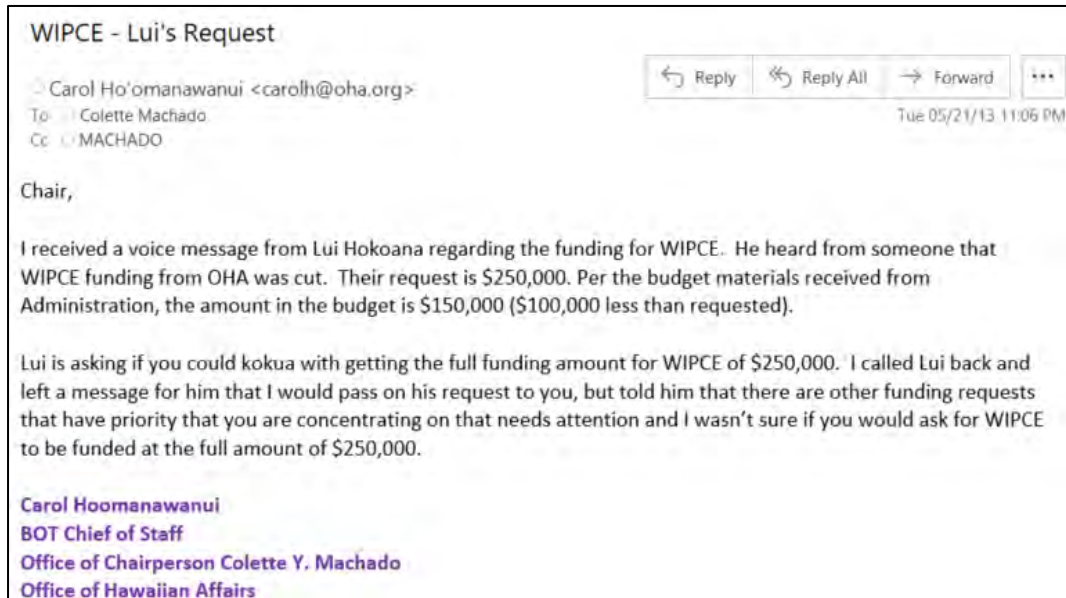 WIPCE - Lui's Request
Carol Ho'omanawanui <carolh@oha.org>
Reply
Reply All
Forward
...
To Colette Machado
Tue 05/21/13 11:06 PM
Cc MACHADO
Chair,
I received a voice message from Lui Hokoana regarding the funding for WIPCE. He heard from someone that
WIPCE funding from OHA was cut. Their request is $250,000. Per the budget materials received from
Administration, the amount in the budget is $150,000 ($100,000 less than requested).
Lui is asking if you could kokua with getting the full funding amount for WIPCE of $250,000. I called Lui back and
left a message for him that I would pass on his request to you, but told him that there are other funding requests
that have priority that you are concentrating on that needs attention and I wasn't sure if you would ask for WIPCE
to be funded at the full amount of $250,000.
Carol Hoomanawanui
BOT Chief of Staff
Office of Chairperson Colette Y. Machado
Office of Hawaiian Affairs